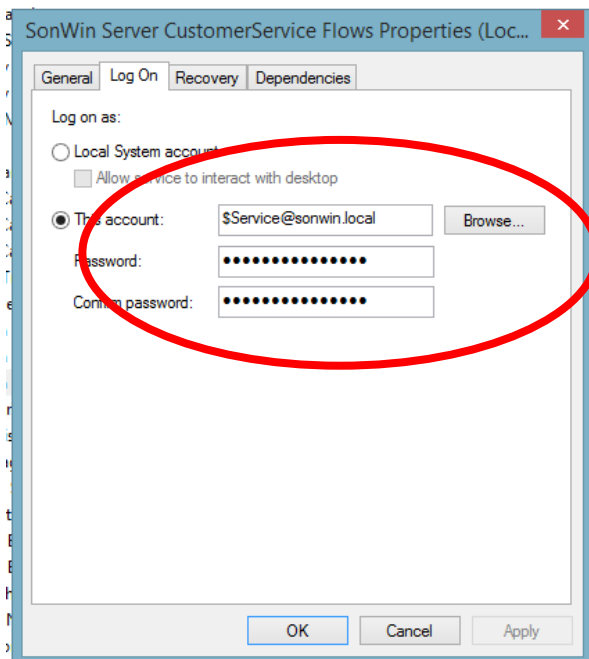 SonWin Server CustomerService Flows Properties (Loc...
General Log On Recovery Dependencies
Log on as:
Local System account
Allow service to interact with desktop
This account: $Service@sonwin.local Browse...
Password: •••••••••••••••
Confirm password: •••••••••••••••
OK Cancel Apply